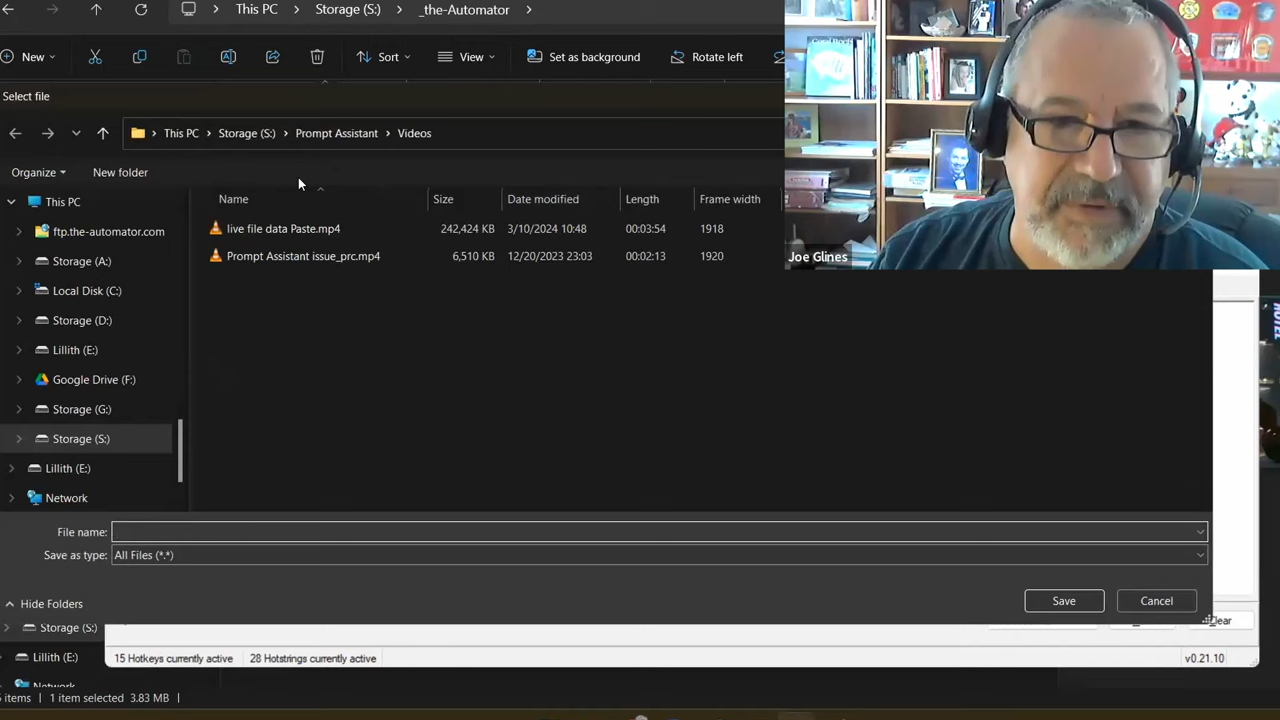 This PC > Storage (S:) > _the-Automator >
New Sort View Set as background Rotate left
Select file
This PC > Storage (S:) > Prompt Assistant > Videos
Organize New folder
Name Size Date modified Length Frame width
live file data Paste.mp4 242,424 KB 3/10/2024 10:48 00:03:54 1918
Prompt Assistant issue_prc.mp4 6,510 KB 12/20/2023 23:03 00:02:13 1920
This PC
ftp.the-automator.com
Storage (A:)
Local Disk (C:)
Storage (D:)
Lillith (E:)
Google Drive (F:)
Storage (G:)
Storage (S:)
Lillith (E:)
Network
Joe Glines
File name:
Save as type: All Files (*.*)
Save Cancel
Hide Folders
Storage (S:)
15 Hotkeys currently active 28 Hotstrings currently active v0.21.10
Lillith (E:)
Network
items 1 item selected 3.83 MB